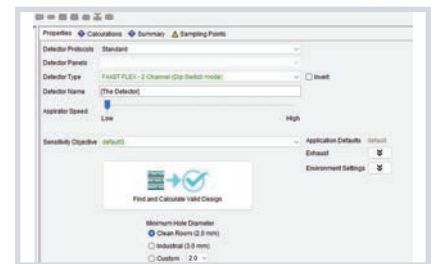 Properties Calculations Summary Sampling Points
Detector Protocols Standard
Detector Panels
Detector Type FAAST FLEX - 2 Channel (Dip Switch mode) Invert
Detector Name [The Detector]
Aspirator Speed
Low High
Sensitivity Objective default3 Application Defaults default
Exhaust
Environment Settings
Find and Calculate Valid Design
Minimum Hole Diameter
Clean Room (2.0 mm)
Industrial (3.0 mm)
Custom 2.0